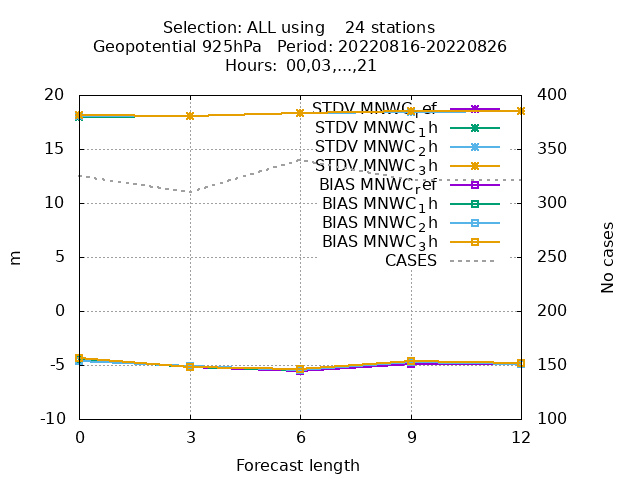 Selection: ALL using    24 stations
Geopotential 925hPa   Period: 20220816-20220826
Hours: 00,03,...,21
20
15
10
5
0
-5
-10
m
400
350
300
250
200
150
100
No cases
STDV MNWC_ref
STDV MNWC_1h
STDV MNWC_2h
STDV MNWC_3h
BIAS MNWC_ref
BIAS MNWC_1h
BIAS MNWC_2h
BIAS MNWC_3h
CASES
0 3 6 9 12
Forecast length